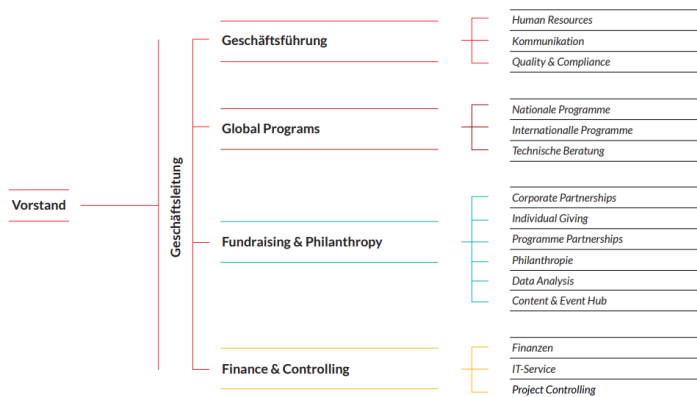 Vorstand
Geschäftsleitung
Geschäftsführung
Human Resources
Kommunikation
Quality & Compliance
Global Programs
Nationale Programme
Internationalle Programme
Technische Beratung
Fundraising & Philanthropy
Corporate Partnerships
Individual Giving
Programme Partnerships
Philanthropie
Data Analysis
Content & Event Hub
Finance & Controlling
Finanzen
IT-Service
Project Controlling